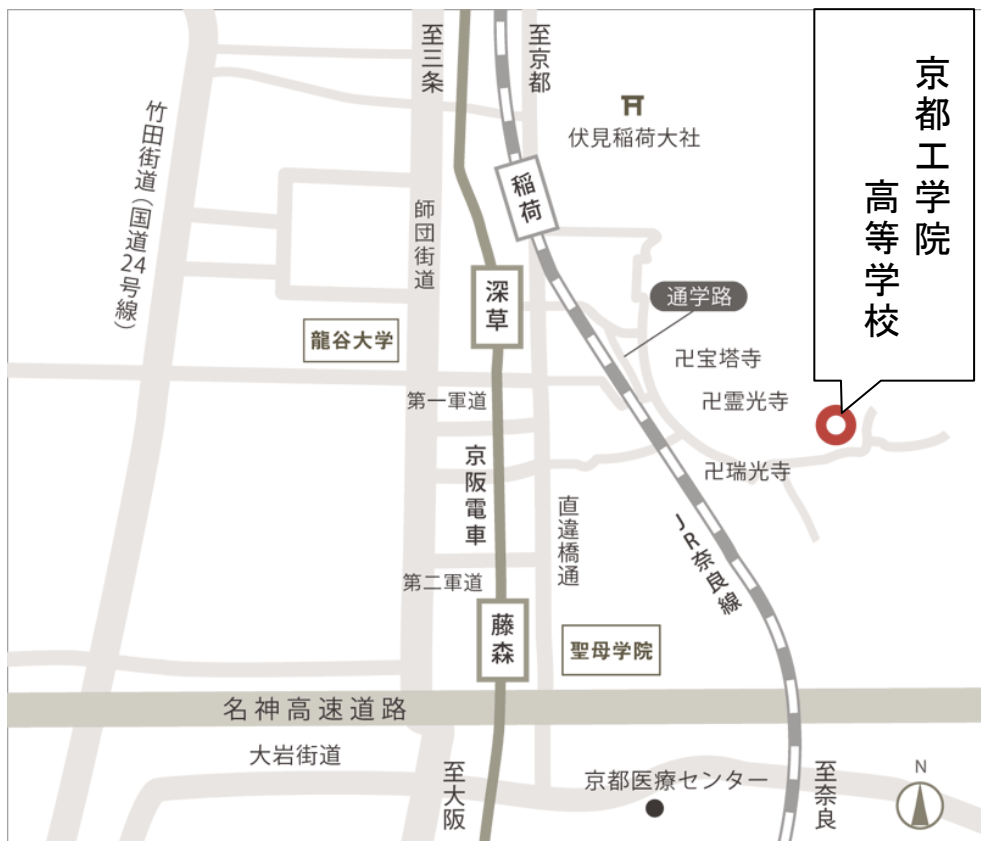 京都工学院
高等学校
至三条
至京都
伏見稲荷大社
竹田街道(国道24号線)
稲荷
師団街道
深草
通学路
龍谷大学
卍宝塔寺
第一軍道
卍霊光寺
京阪電車
卍瑞光寺
直違橋通
JR奈良線
第二軍道
藤森
聖母学院
名神高速道路
大岩街道
至大阪
京都医療センター
至奈良
N